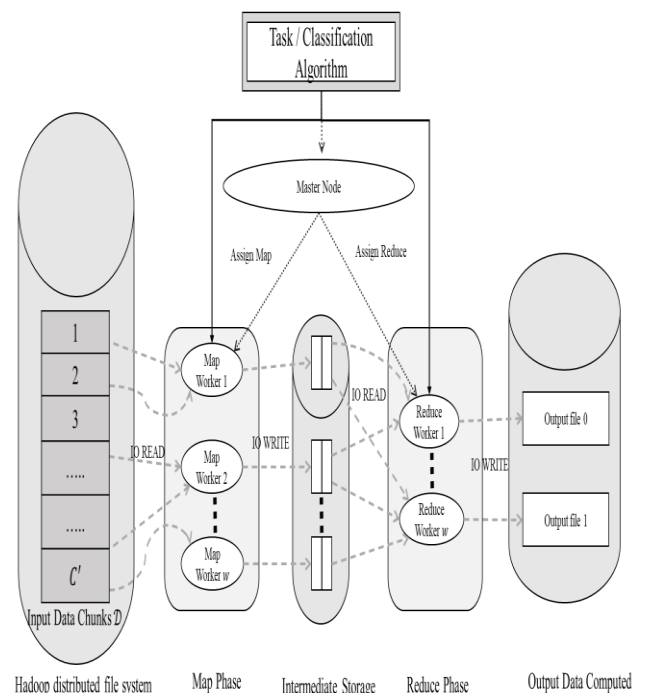 Task / Classification
Algorithm
Master Node
Assign Map
Assign Reduce
1
2
3
.....
.....
C'
Input Data Chunks 𝒟
IO READ
Map
Worker 1
Map
Worker 2
Map
Worker w
IO WRITE
IO READ
Reduce
Worker 1
Reduce
Worker w
IO WRITE
Output file 0
Output file 1
Hadoop distributed file system
Map Phase
Intermediate Storage
Reduce Phase
Output Data Computed